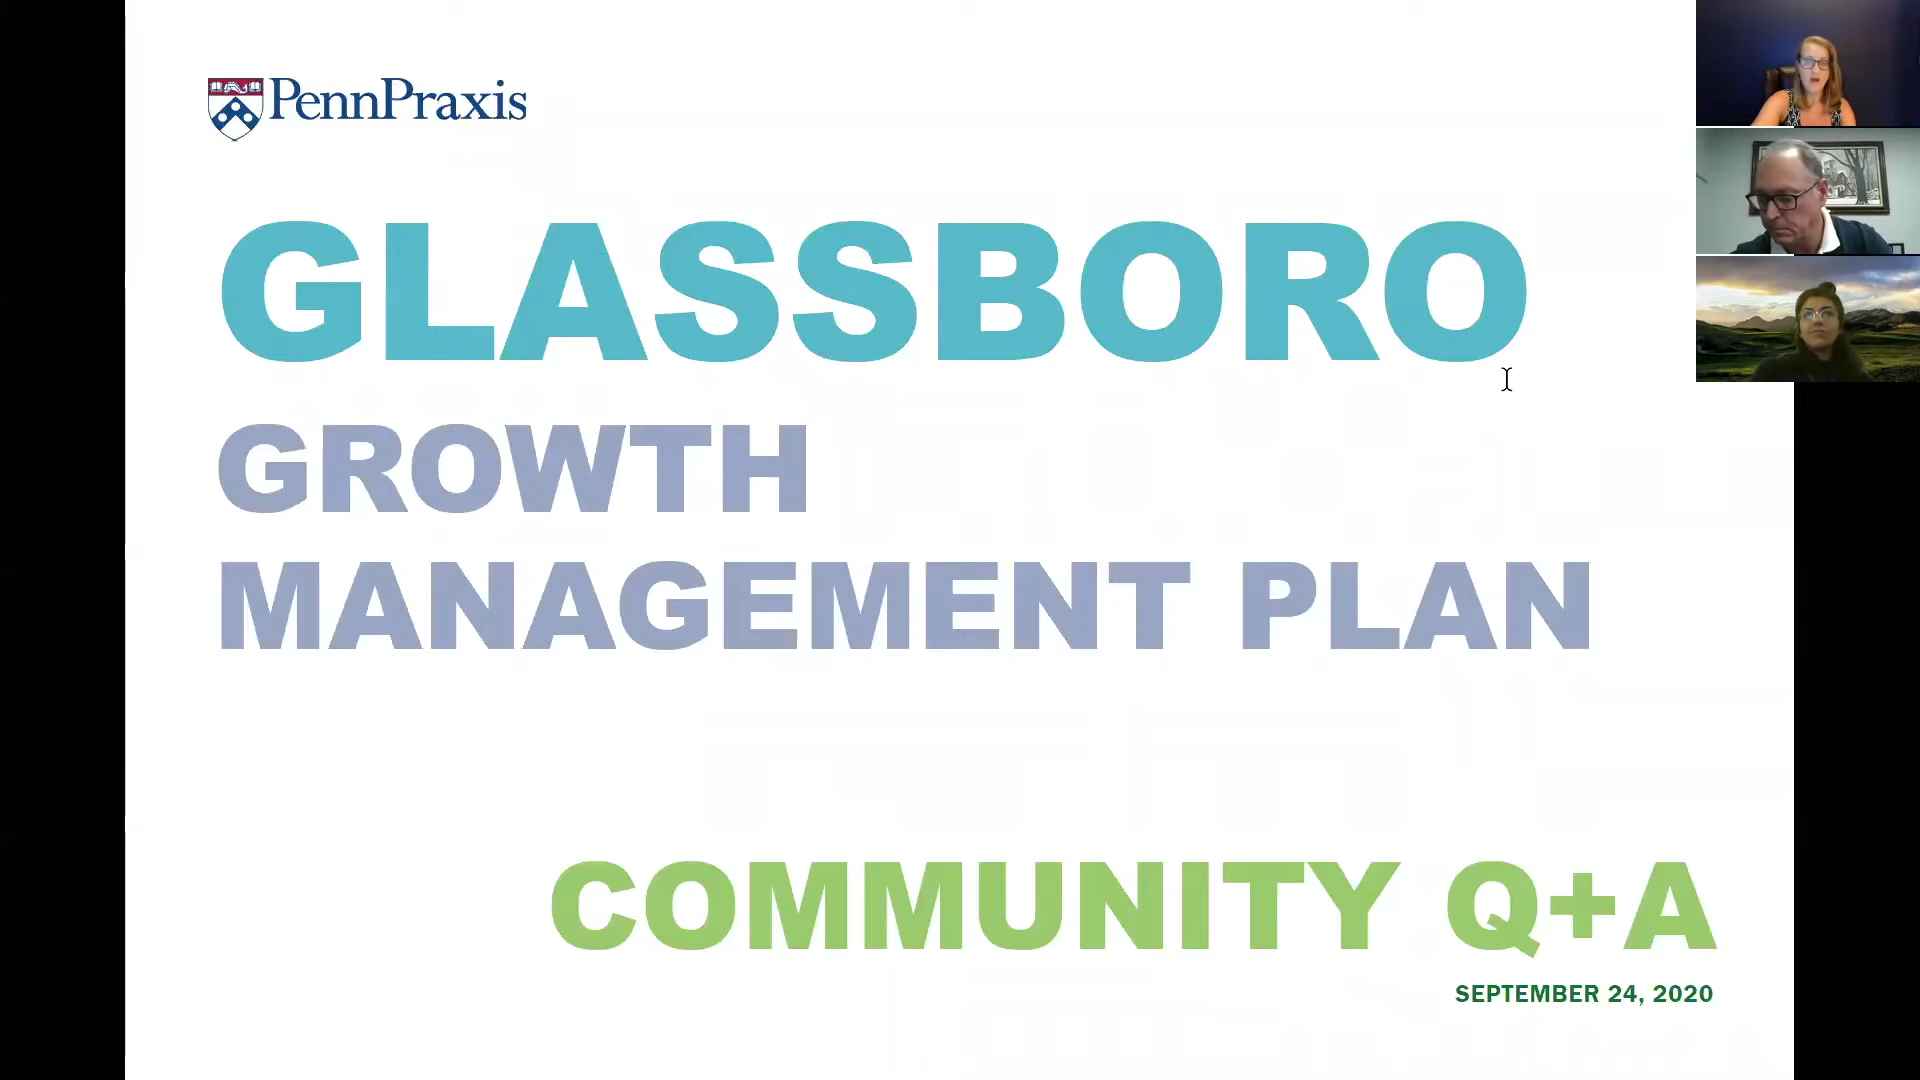 PennPraxis
GLASSBORO
GROWTH
MANAGEMENT PLAN
COMMUNITY Q+A
SEPTEMBER 24, 2020